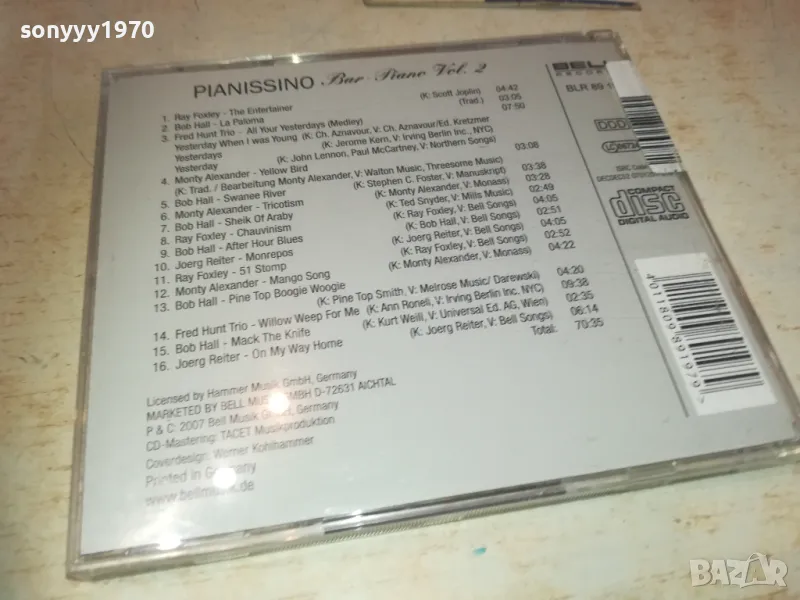 sonyyy1970
PIANISSINO Bar-Piano Vol. 2
1. Ray Foxley - The Entertainer (K: Scott Joplin) 04:42
2. Bob Hall - La Paloma (Trad.) 03:05
3. Fred Hunt Trio - All Your Yesterdays (Medley) 07:50
Yesterday When I was Young (K: Ch. Aznavour, V: Ch. Aznavour/Ed. Kretzmer
Yesterdays (K: Jerome Kern, V: Irving Berlin Inc., NYC)
Yesterday (K: John Lennon, Paul McCartney, V: Northern Songs)
4. Monty Alexander - Yellow Bird 03:08
(K: Trad. / Bearbeitung Monty Alexander, V: Walton Music, Threesome Music)
5. Bob Hall - Swanee River (K: Stephen C. Foster, V: Manuskript) 03:38
6. Monty Alexander - Tricotism (K: Monty Alexander, V: Monass) 03:28
7. Bob Hall - Sheik Of Araby (K: Ted Snyder, V: Mills Music) 02:49
8. Ray Foxley - Chauvinism (K: Ray Foxley, V: Bell Songs) 04:05
9. Bob Hall - After Hour Blues (K: Bob Hall, V: Bell Songs) 02:51
10. Joerg Reiter - Monrepos (K: Joerg Reiter, V: Bell Songs) 04:05
11. Ray Foxley - 51 Stomp (K: Ray Foxley, V: Bell Songs) 02:52
12. Monty Alexander - Mango Song (K: Monty Alexander, V: Monass) 04:22
13. Bob Hall - Pine Top Boogie Woogie
(K: Pine Top Smith, V: Melrose Music/ Darewski) 04:20
14. Fred Hunt Trio - Willow Weep For Me (K: Ann Ronell, V: Irving Berlin Inc. NYC) 09:38
15. Bob Hall - Mack The Knife (K: Kurt Weill, V: Universal Ed. AG, Wien) 02:35
16. Joerg Reiter - On My Way Home (K: Joerg Reiter, V: Bell Songs) 06:14
Total: 70:35
Licensed by Hammer Musik GmbH, Germany
MARKETED BY BELL MUSIK GMBH D-72631 AICHTAL
P & C: 2007 Bell Musik GmbH, Germany
CD-Mastering: TACET Musikproduktion
Coverdesign: Werner Kohlhammer
Printed in Germany
www.bellmusik.de
BLR 89 1
DDD
COMPACT
disc
DIGITAL AUDIO
4011809891979
BAZAR